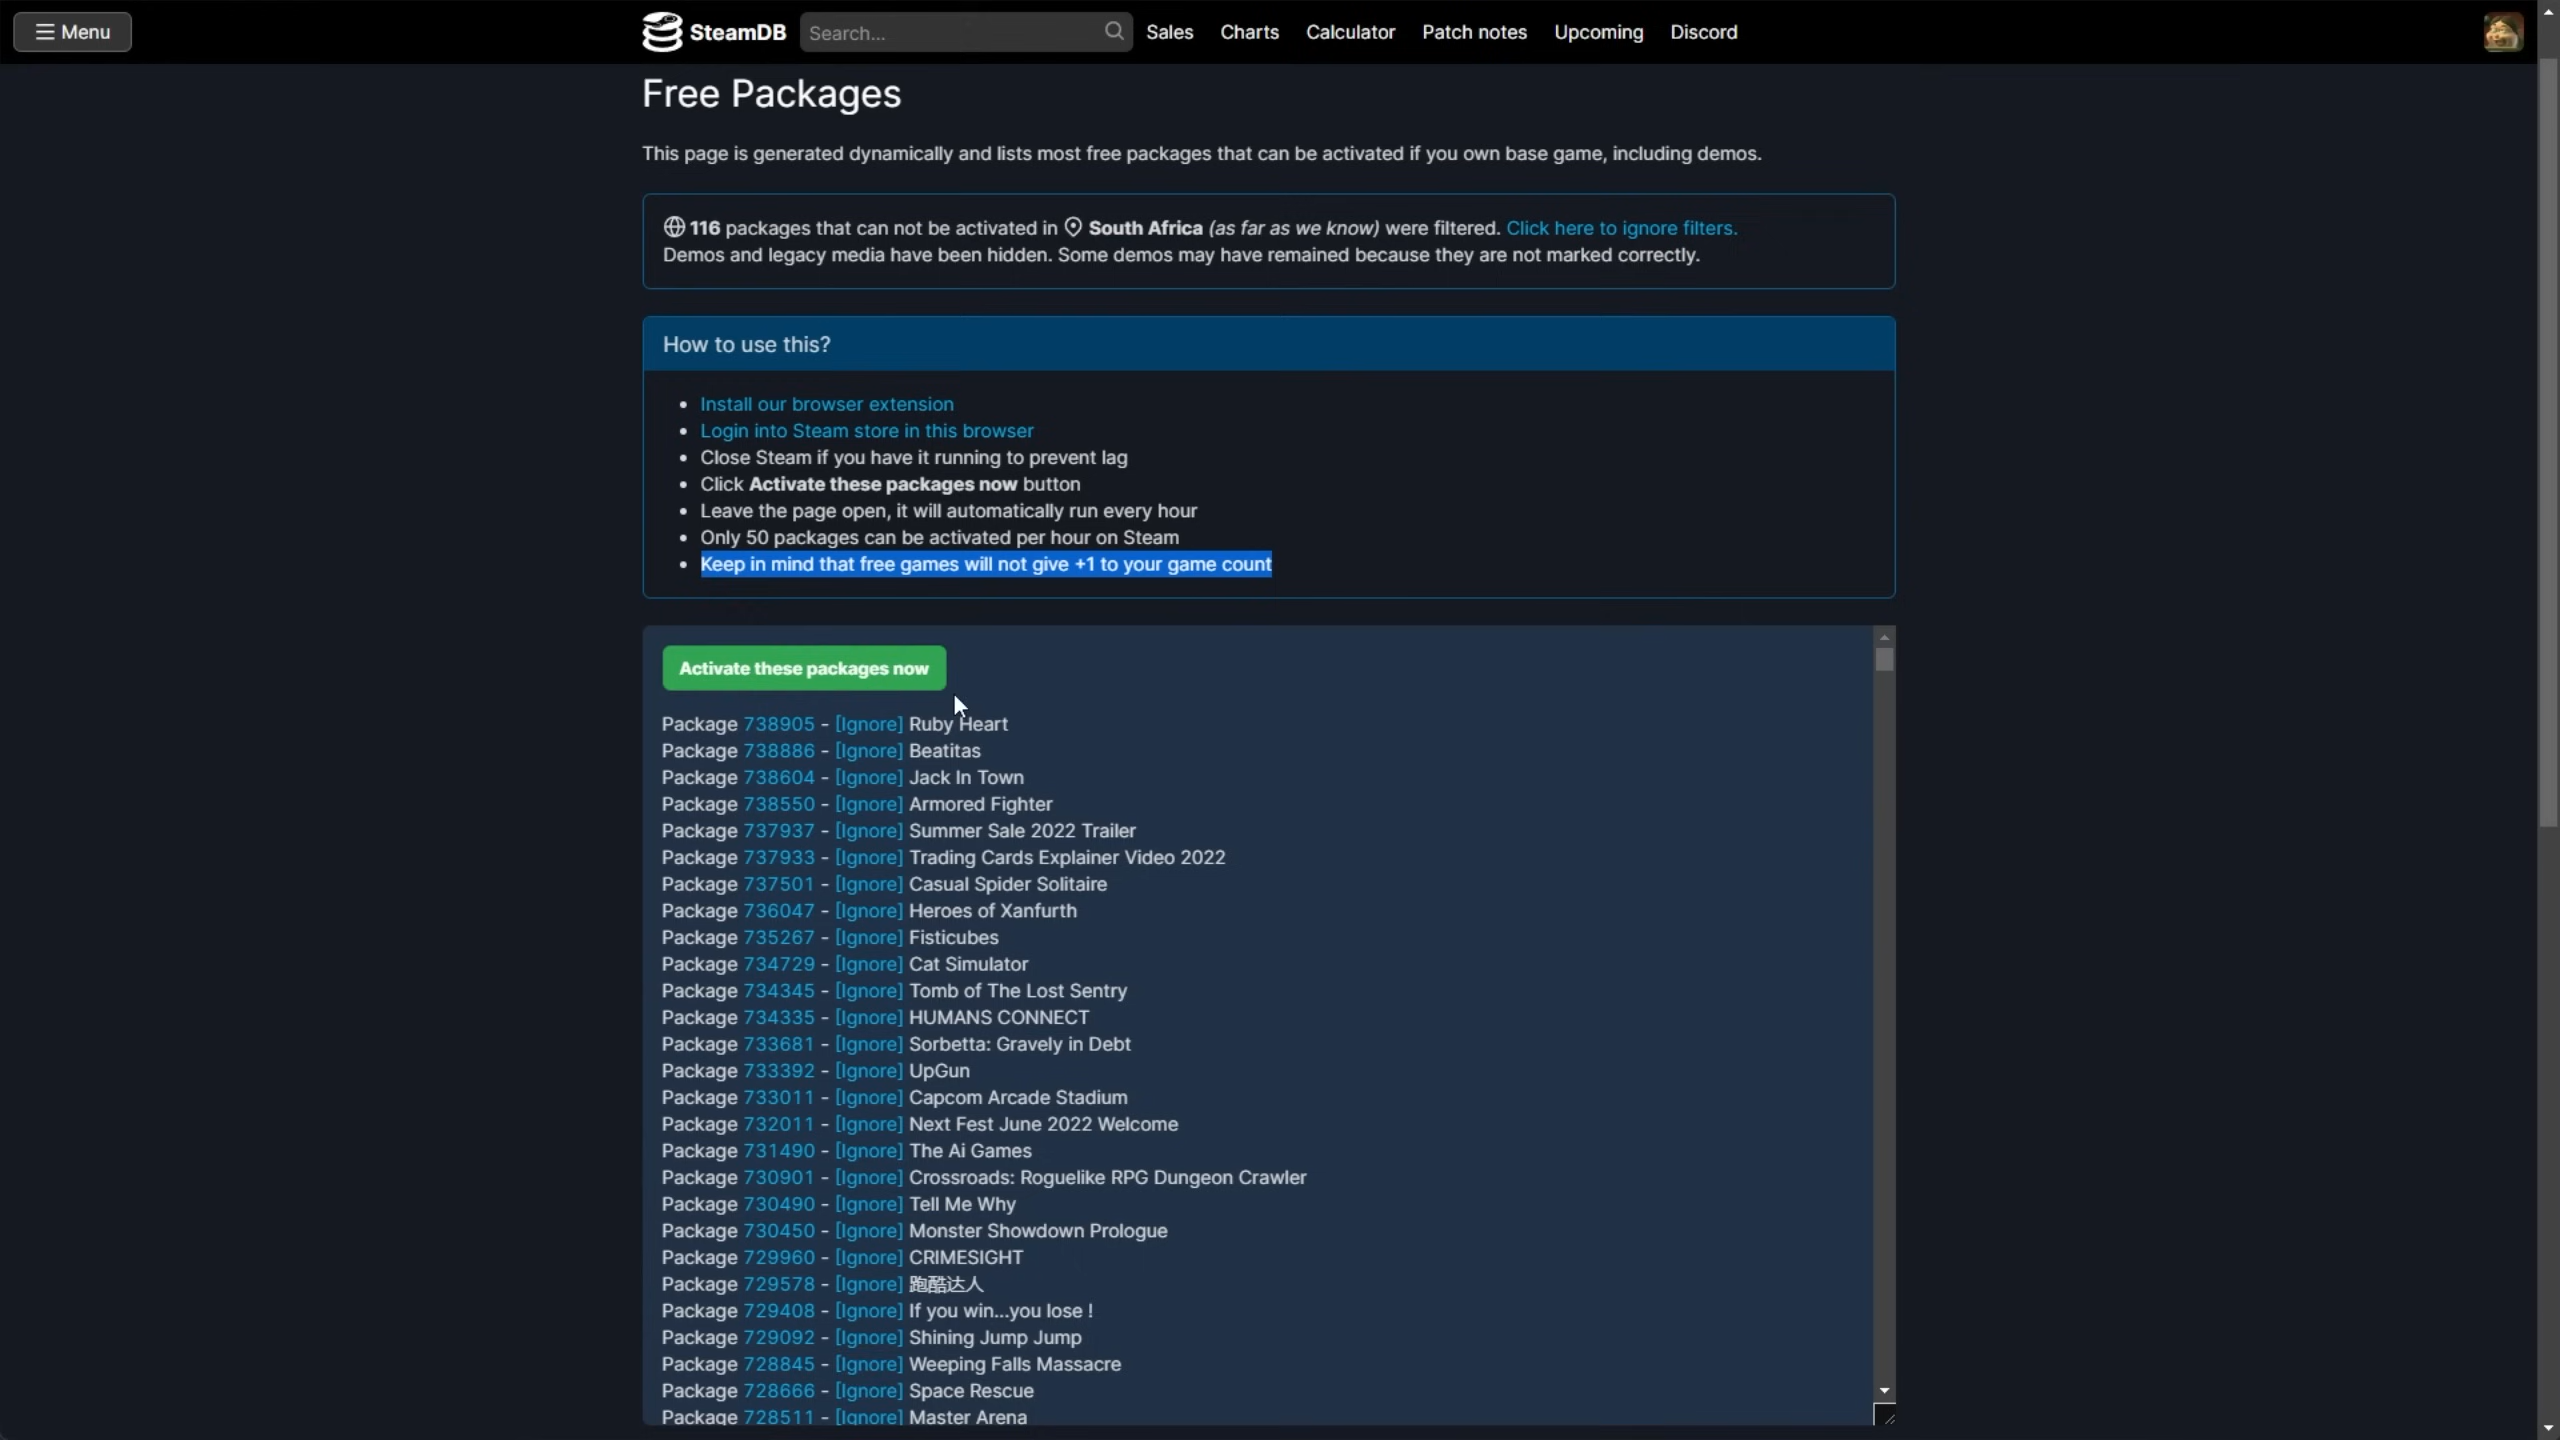 Menu
SteamDB
Search...
Sales
Charts
Calculator
Patch notes
Upcoming
Discord
Free Packages
This page is generated dynamically and lists most free packages that can be activated if you own base game, including demos.
116 packages that can not be activated in South Africa (as far as we know) were filtered. Click here to ignore filters.
Demos and legacy media have been hidden. Some demos may have remained because they are not marked correctly.
How to use this?
Install our browser extension
Login into Steam store in this browser
Close Steam if you have it running to prevent lag
Click Activate these packages now button
Leave the page open, it will automatically run every hour
Only 50 packages can be activated per hour on Steam
Keep in mind that free games will not give +1 to your game count
Activate these packages now
Package 738905 - [Ignore] Ruby Heart
Package 738886 - [Ignore] Beatitas
Package 738604 - [Ignore] Jack In Town
Package 738550 - [Ignore] Armored Fighter
Package 737937 - [Ignore] Summer Sale 2022 Trailer
Package 737933 - [Ignore] Trading Cards Explainer Video 2022
Package 737501 - [Ignore] Casual Spider Solitaire
Package 736047 - [Ignore] Heroes of Xanfurth
Package 735267 - [Ignore] Fisticubes
Package 734729 - [Ignore] Cat Simulator
Package 734345 - [Ignore] Tomb of The Lost Sentry
Package 734335 - [Ignore] HUMANS CONNECT
Package 733681 - [Ignore] Sorbetta: Gravely in Debt
Package 733392 - [Ignore] UpGun
Package 733011 - [Ignore] Capcom Arcade Stadium
Package 732011 - [Ignore] Next Fest June 2022 Welcome
Package 731490 - [Ignore] The Ai Games
Package 730901 - [Ignore] Crossroads: Roguelike RPG Dungeon Crawler
Package 730490 - [Ignore] Tell Me Why
Package 730450 - [Ignore] Monster Showdown Prologue
Package 729960 - [Ignore] CRIMESIGHT
Package 729578 - [Ignore] 跑酷达人
Package 729408 - [Ignore] If you win...you lose !
Package 729092 - [Ignore] Shining Jump Jump
Package 728845 - [Ignore] Weeping Falls Massacre
Package 728666 - [Ignore] Space Rescue
Package 728511 - [Ignore] Master Arena